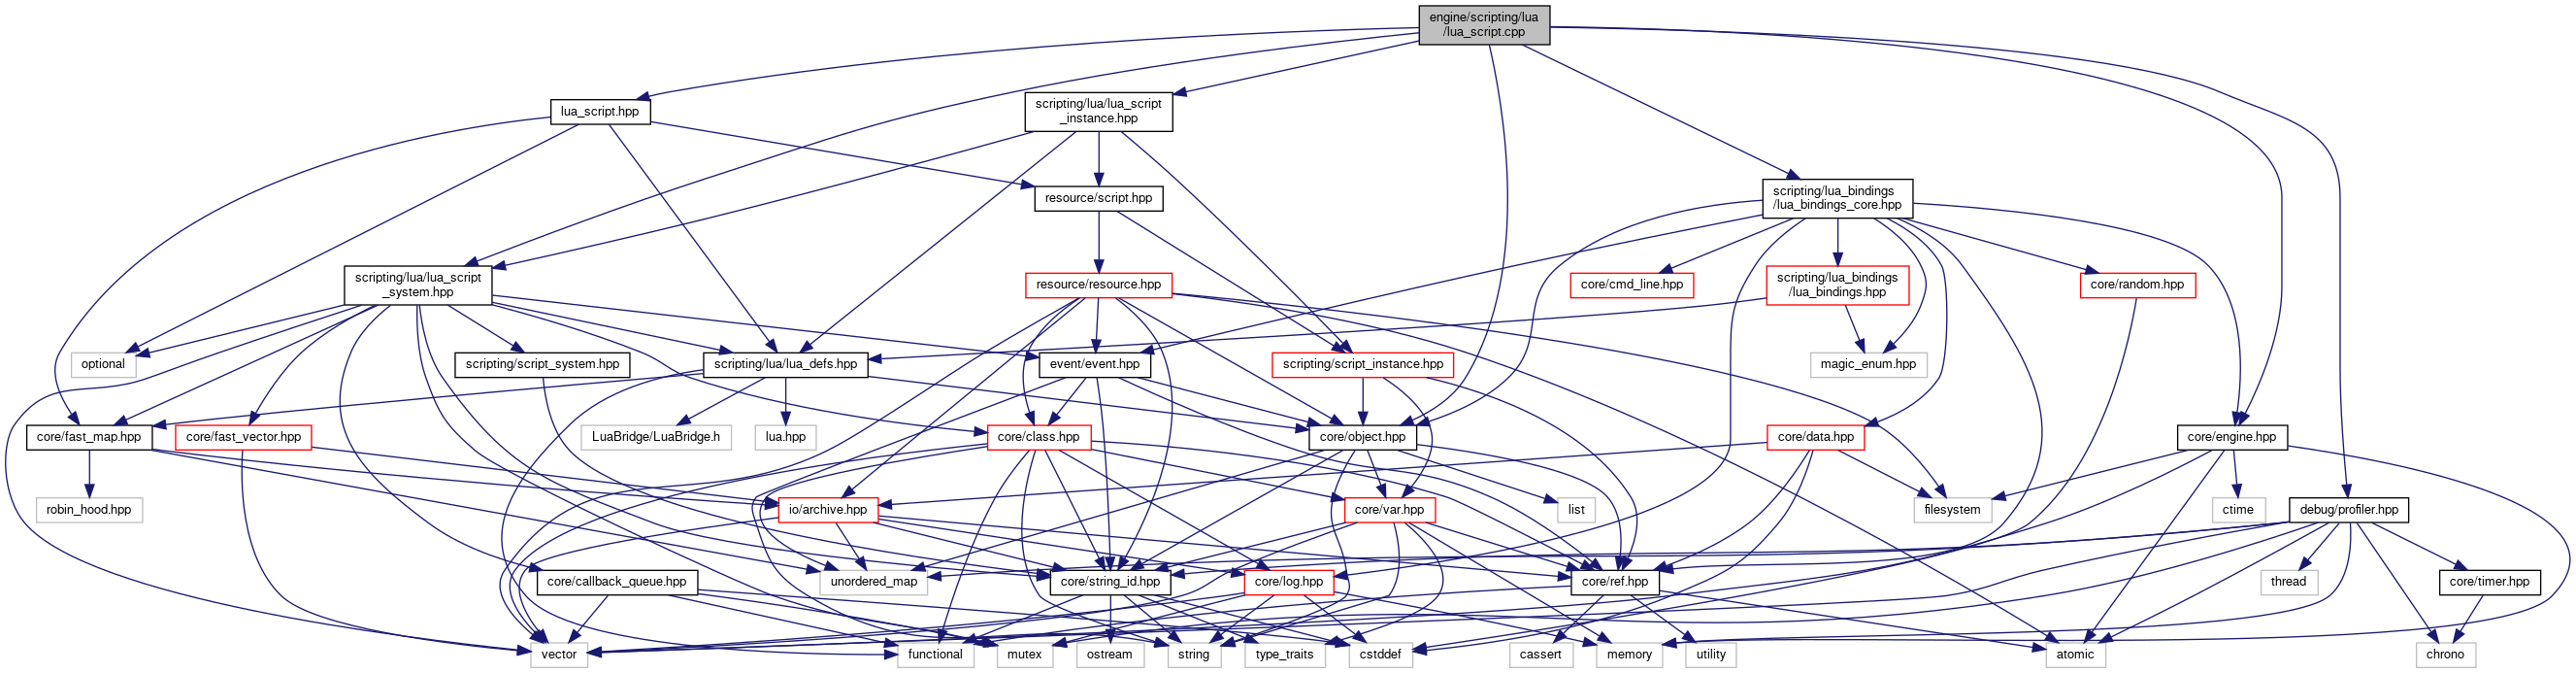 engine/scripting/lua
/lua_script.cpp
lua_script.hpp
scripting/lua/lua_script
_instance.hpp
resource/script.hpp
scripting/lua_bindings
/lua_bindings_core.hpp
scripting/lua/lua_script
_system.hpp
resource/resource.hpp
core/cmd_line.hpp
scripting/lua_bindings
/lua_bindings.hpp
core/random.hpp
optional
scripting/script_system.hpp
scripting/lua/lua_defs.hpp
event/event.hpp
scripting/script_instance.hpp
magic_enum.hpp
core/fast_map.hpp
core/fast_vector.hpp
LuaBridge/LuaBridge.h
lua.hpp
core/class.hpp
core/object.hpp
core/data.hpp
core/engine.hpp
robin_hood.hpp
io/archive.hpp
core/var.hpp
list
filesystem
ctime
debug/profiler.hpp
core/callback_queue.hpp
unordered_map
core/string_id.hpp
core/log.hpp
core/ref.hpp
thread
core/timer.hpp
vector
functional
mutex
ostream
string
type_traits
cstddef
cassert
memory
utility
atomic
chrono